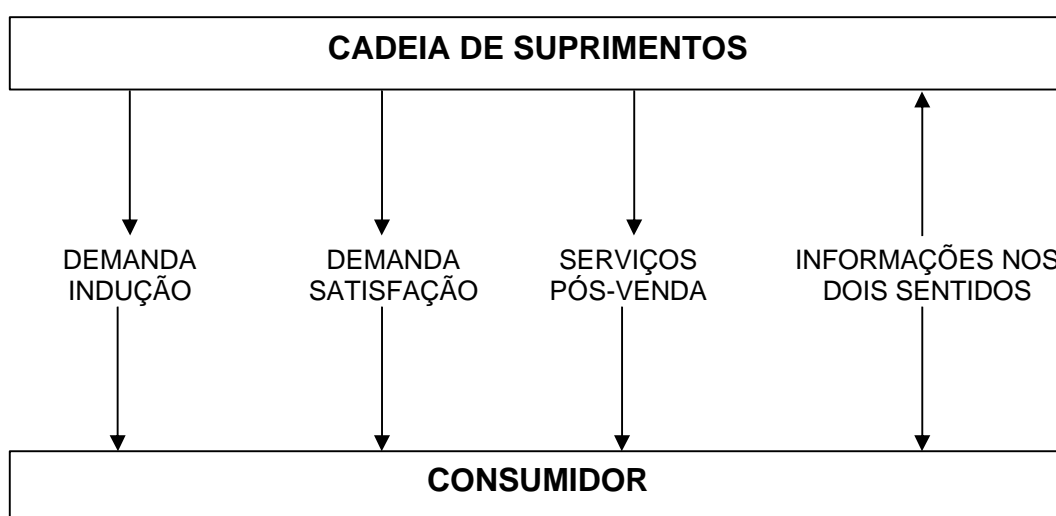 CADEIA DE SUPRIMENTOS
DEMANDA
INDUÇÃO
DEMANDA
SATISFAÇÃO
SERVIÇOS
PÓS-VENDA
INFORMAÇÕES NOS
DOIS SENTIDOS
CONSUMIDOR